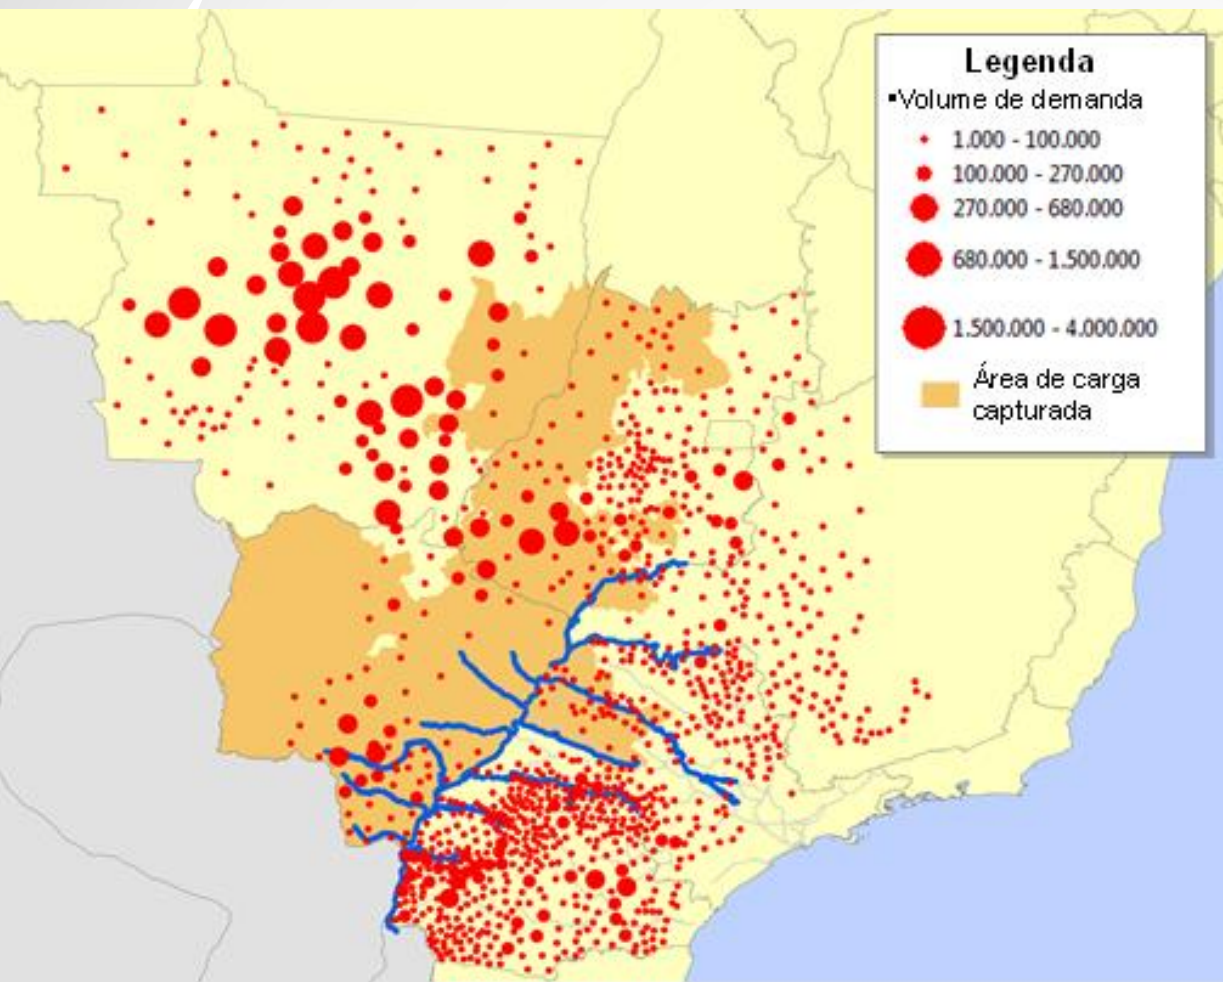 Legenda
▪Volume de demanda
1.000 - 100.000
100.000 - 270.000
270.000 - 680.000
680.000 - 1.500.000
1.500.000 - 4.000.000
Área de carga
capturada